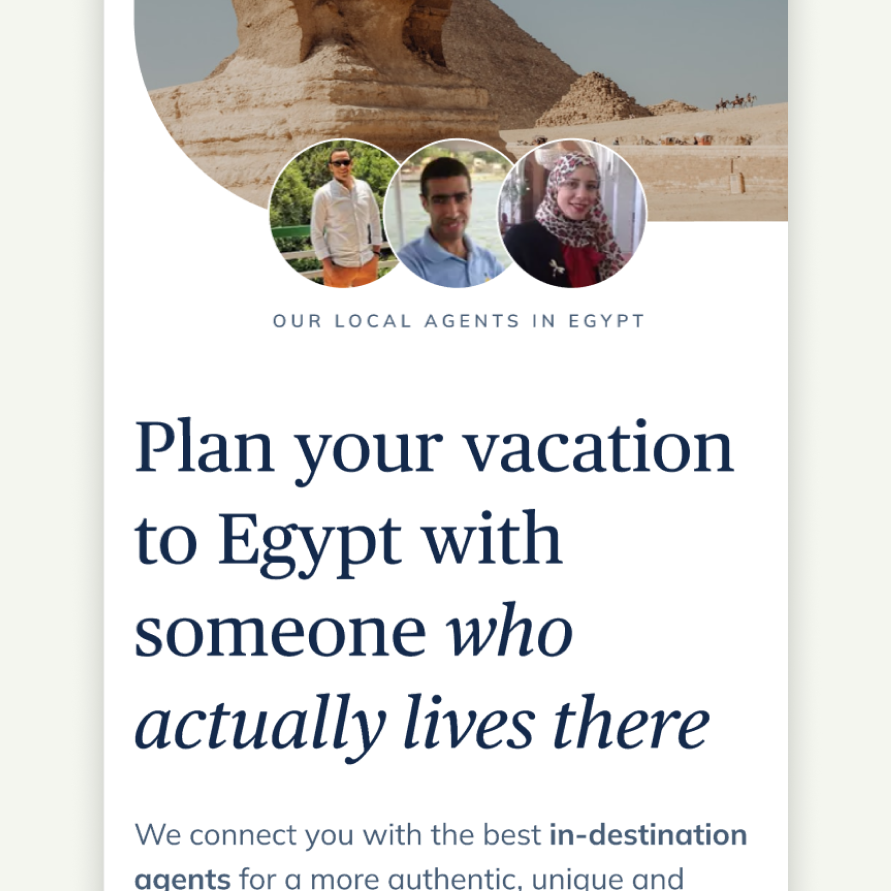 OUR LOCAL AGENTS IN EGYPT
Plan your vacation
to Egypt with
someone who
actually lives there
We connect you with the best in-destination
agents for a more authentic, unique and